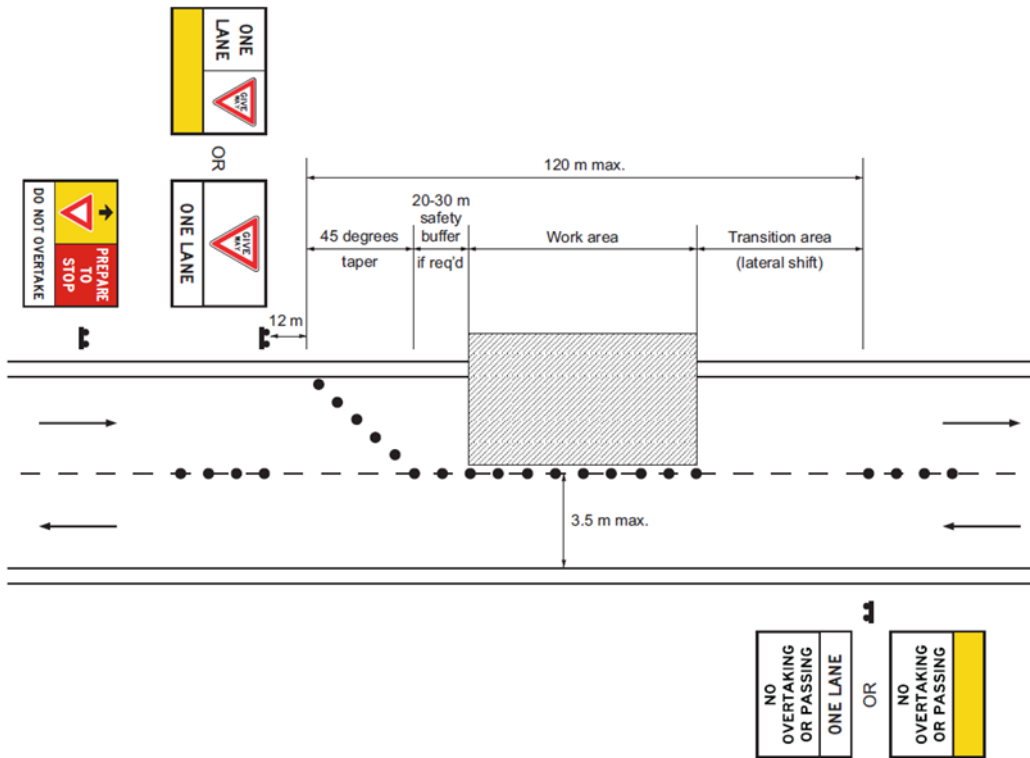 ONE
LANE
GIVE
WAY
OR
PREPARE
TO
STOP
DO NOT OVERTAKE
GIVE
WAY
ONE LANE
120 m max.
20-30 m
safety
buffer
if req'd
45 degrees
taper
Work area
Transition area
(lateral shift)
12 m
3.5 m max.
NO
OVERTAKING
OR PASSING
ONE LANE
OR
NO
OVERTAKING
OR PASSING